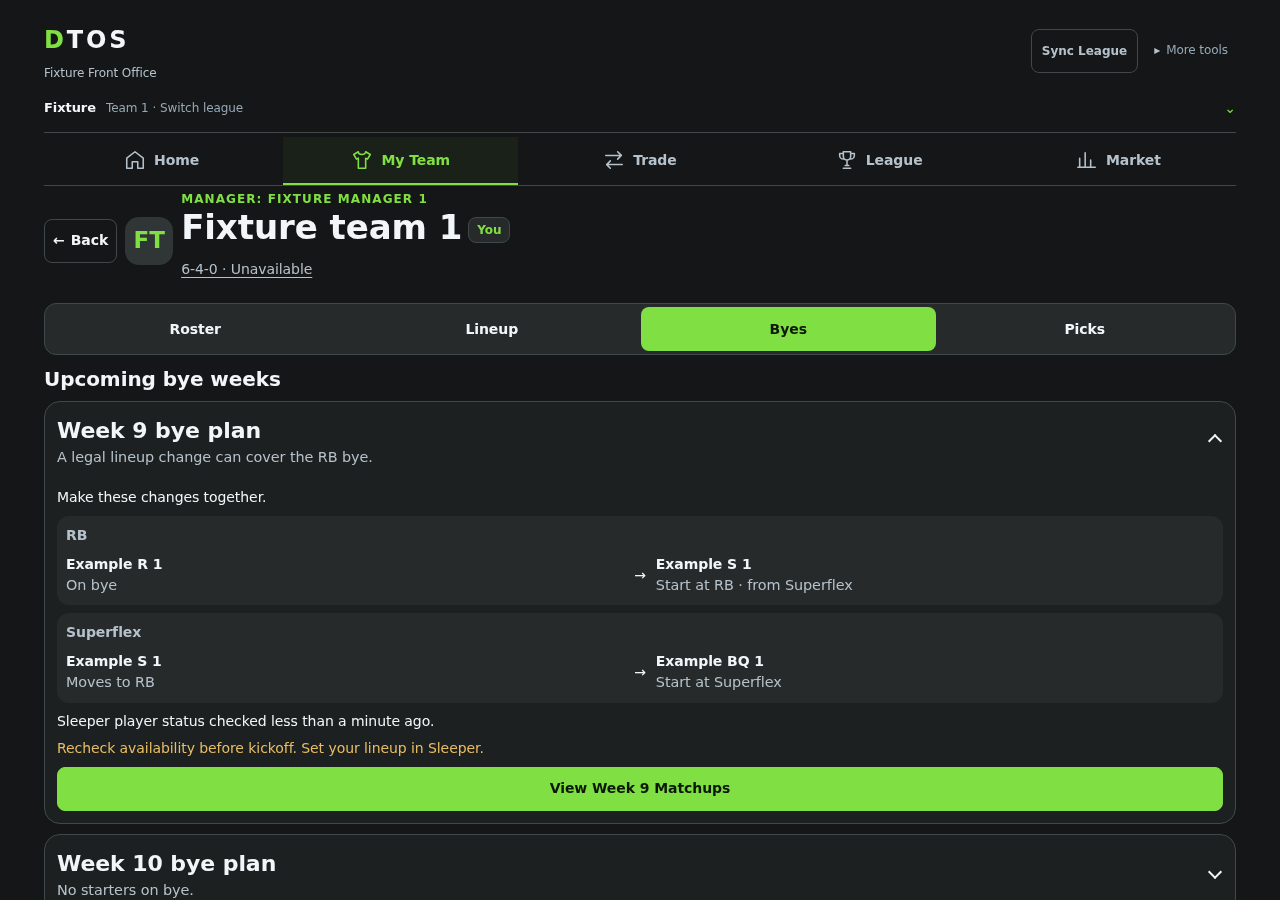 DTOS
Fixture Front Office
Sync League
▸ More tools
Fixture Team 1 · Switch league
Home
My Team
Trade
League
Market
← Back
FT
MANAGER: FIXTURE MANAGER 1
Fixture team 1 You
6-4-0 · Unavailable
Roster
Lineup
Byes
Picks
Upcoming bye weeks
Week 9 bye plan
A legal lineup change can cover the RB bye.
Make these changes together.
RB
Example R 1
On bye
→
Example S 1
Start at RB · from Superflex
Superflex
Example S 1
Moves to RB
→
Example BQ 1
Start at Superflex
Sleeper player status checked less than a minute ago.
Recheck availability before kickoff. Set your lineup in Sleeper.
View Week 9 Matchups
Week 10 bye plan
No starters on bye.